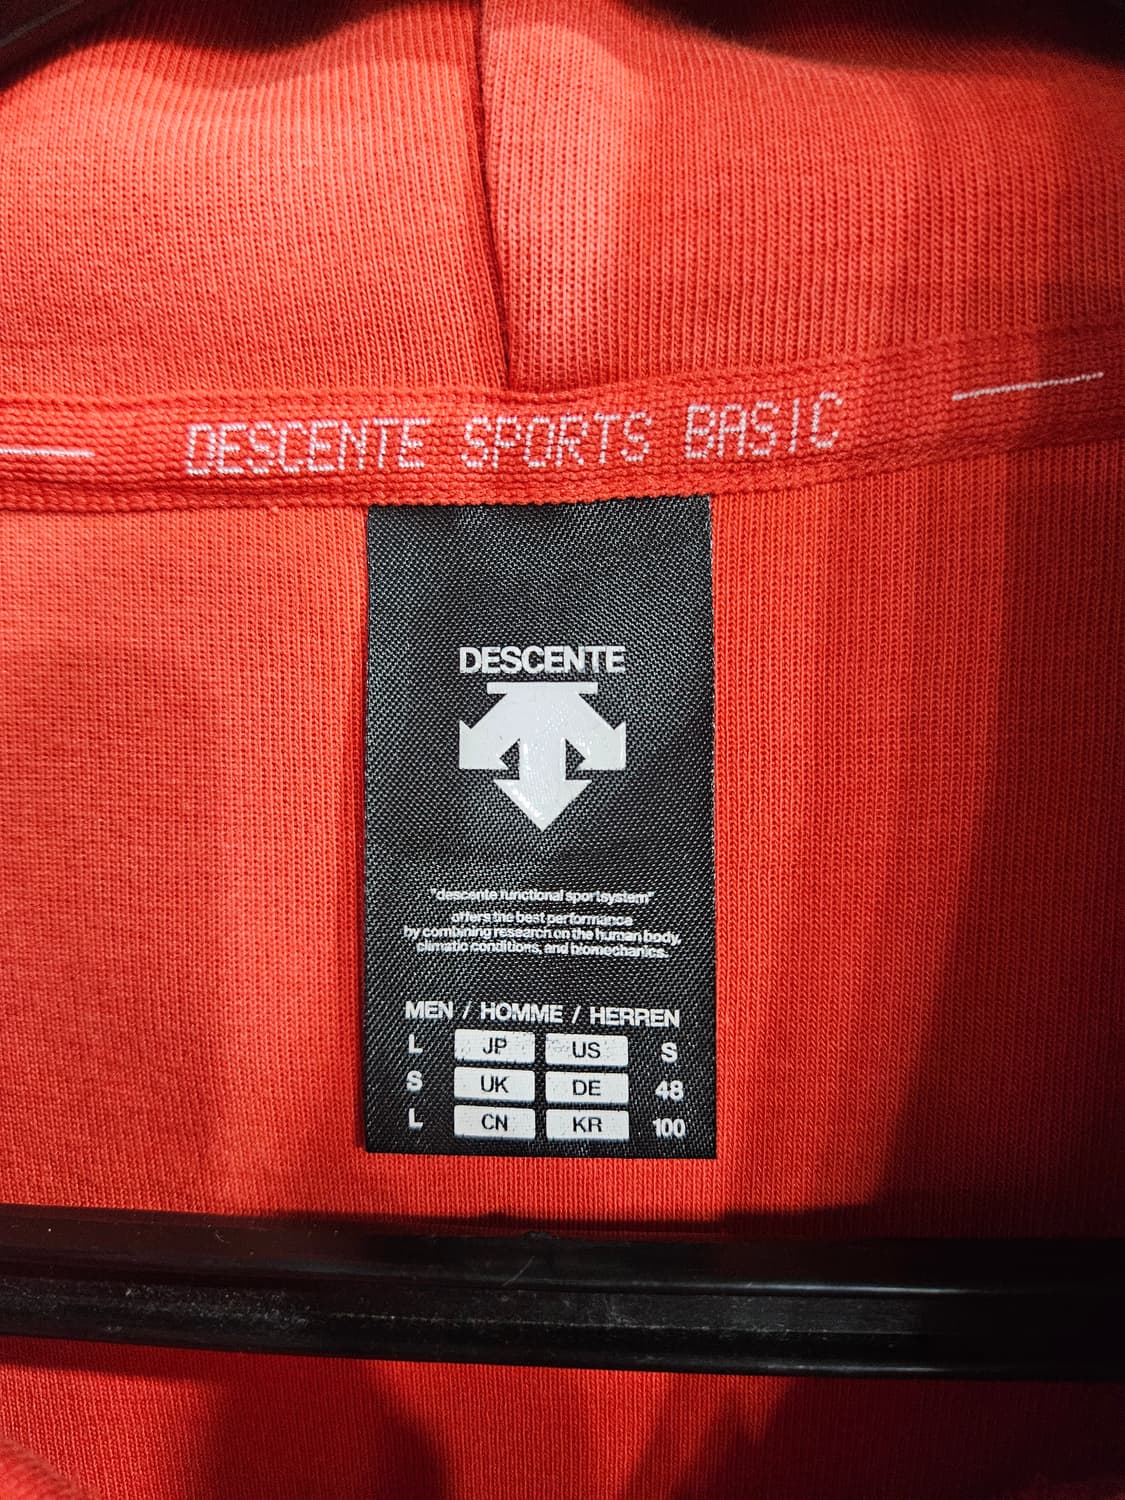 DESCENTE SPORTS BASIC
DESCENTE
"descente functional sportsystem"
offers the best performance
by combining research on the human body,
climatic conditions, and biomechanics.
MEN / HOMME / HERREN
L JP US S
S UK DE 48
L CN KR 100